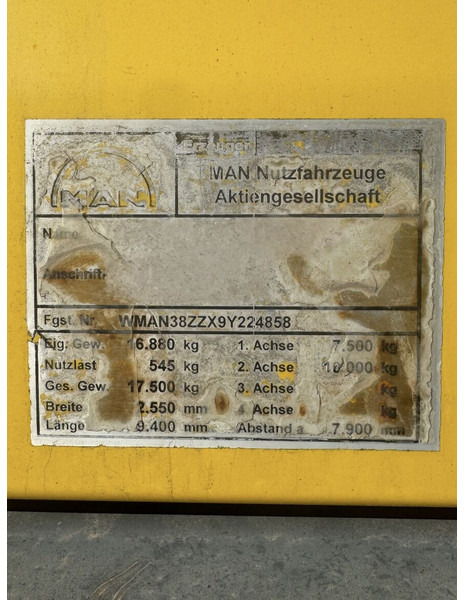 Erzeuger
MAN
MAN Nutzfahrzeuge
Aktiengesellschaft
Name
Anschrift
Fgst. Nr. WMAN38ZZX9Y224858
Eig. Gew. 16.880 kg 1. Achse 7.500 kg
Nutzlast 545 kg 2. Achse 10.000 kg
Ges. Gew. 17.500 kg 3. Achse kg
Breite 2.550 mm 4 Achse kg
Länge 9.400 mm Abstand a 7.900 mm